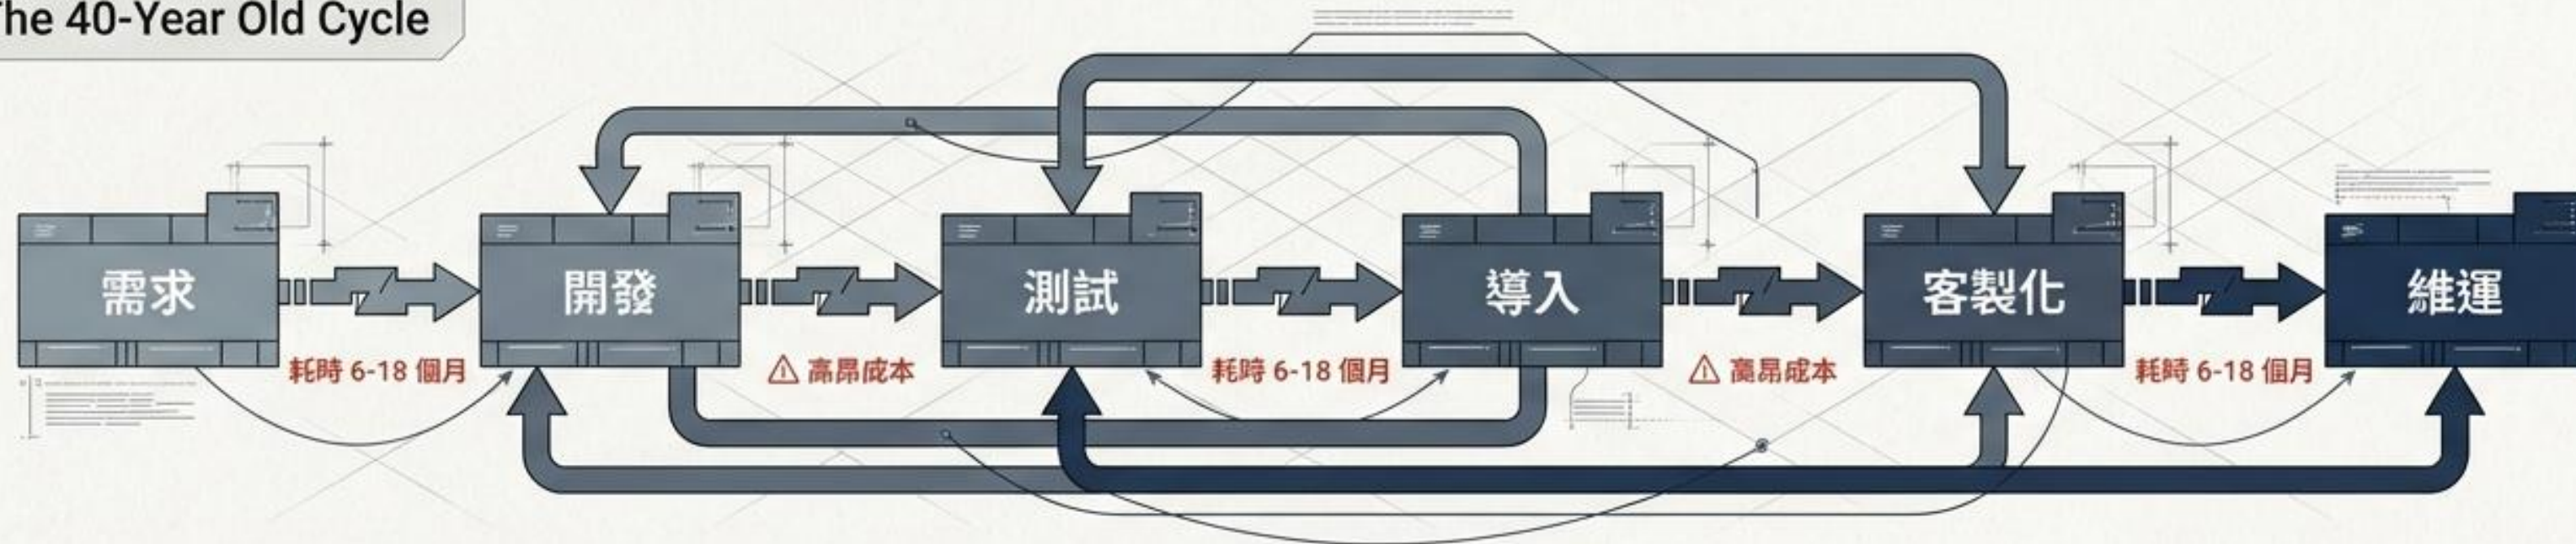 The 40-Year Old Cycle
需求
開發
測試
導入
客製化
維運
耗時 6-18 個月
高昂成本
耗時 6-18 個月
高昂成本
耗時 6-18 個月